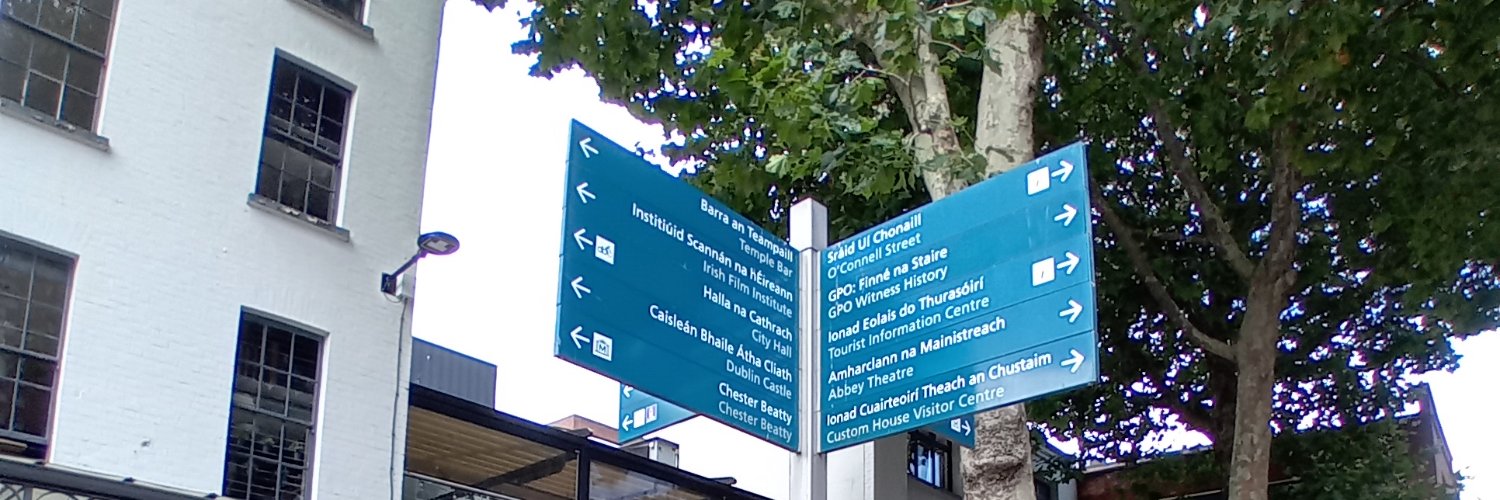 Barra an Teampaill
Temple Bar
Institiúid Scannán na hÉireann
Irish Film Institute
Halla na Cathrach
City Hall
Caisleán Bhaile Átha Cliath
Dublin Castle
Chester Beatty
Chester Beatty
Sráid Uí Chonaill
O'Connell Street
GPO: Finné na Staire
GPO Witness History
Ionad Eolais do Thurasóirí
Tourist Information Centre
Amharclann na Mainistreach
Abbey Theatre
Ionad Cuairteoirí Theach an Chustaim
Custom House Visitor Centre